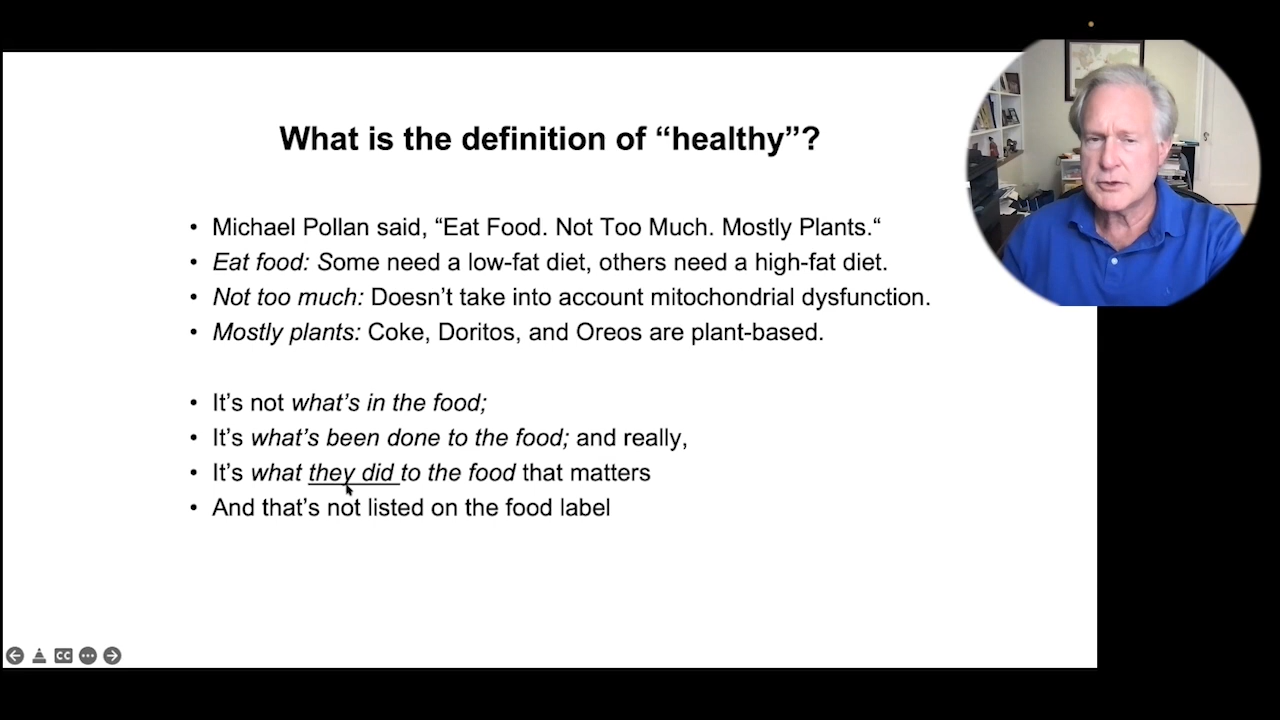 What is the definition of “healthy”?
• Michael Pollan said, “Eat Food. Not Too Much. Mostly Plants.“
• Eat food: Some need a low-fat diet, others need a high-fat diet.
• Not too much: Doesn’t take into account mitochondrial dysfunction.
• Mostly plants: Coke, Doritos, and Oreos are plant-based.
• It’s not what’s in the food;
• It’s what’s been done to the food; and really,
• It’s what they did to the food that matters
• And that’s not listed on the food label
CC